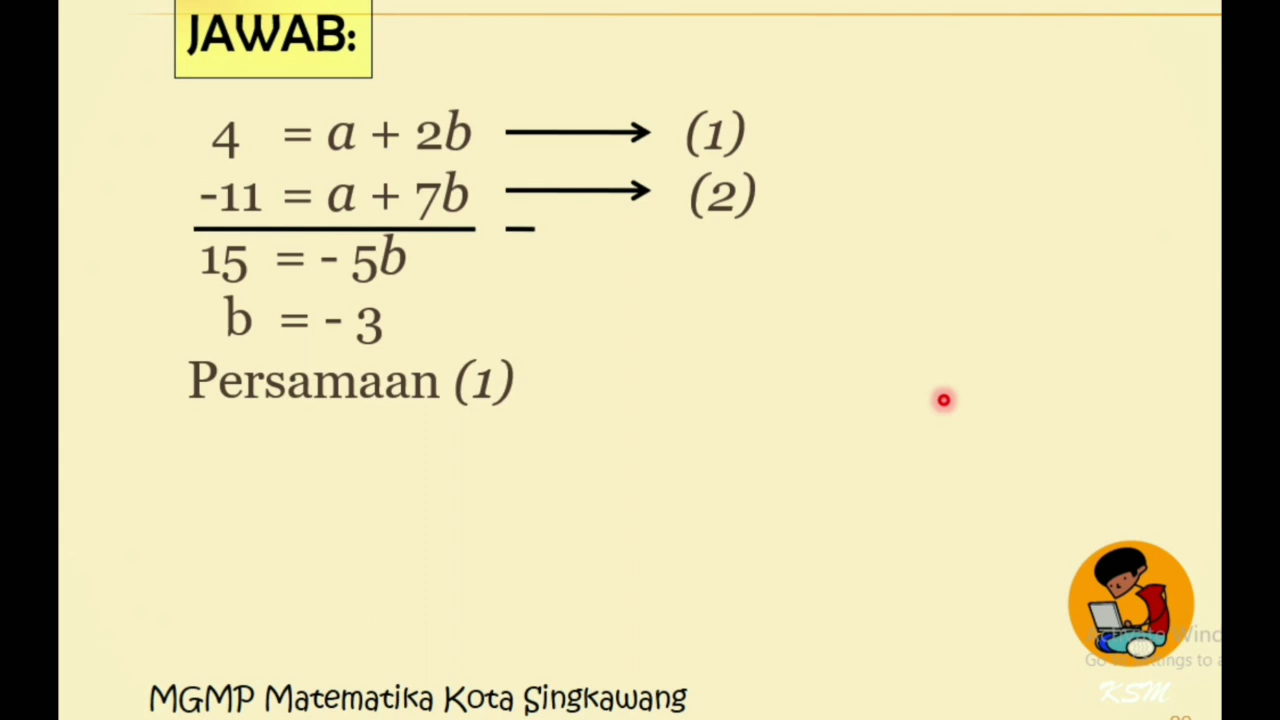 JAWAB:
4 = a + 2b (1)
-11 = a + 7b (2)
15 = - 5b
b = - 3
Persamaan (1)
MGMP Matematika Kota Singkawang
KSM